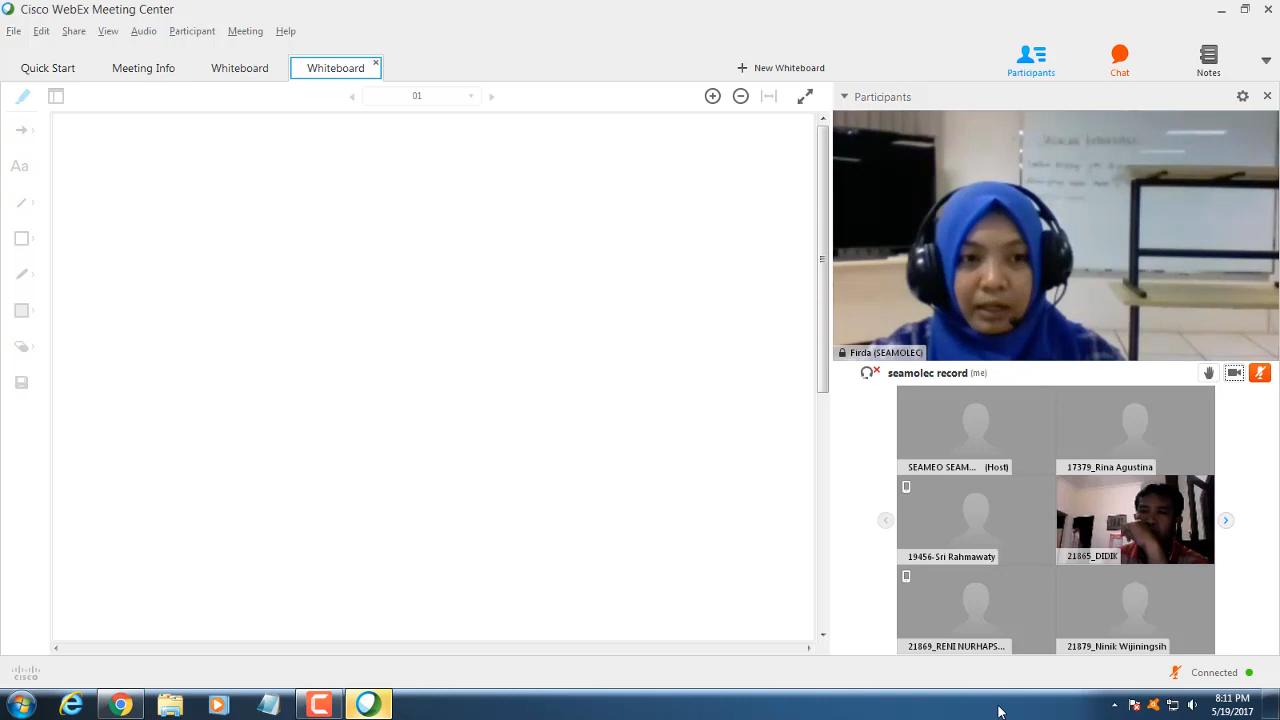 Cisco WebEx Meeting Center
File Edit Share View Audio Participant Meeting Help
Quick Start Meeting Info Whiteboard Whiteboard New Whiteboard Participants Chat Notes
01
Participants
Aa
Firda (SEAMOLEC)
seamolec record (me)
SEAMEO SEAM... (Host) 17379_Rina Agustina
19456-Sri Rahmawaty 21865_DIDIK
21869_RENI NURHAPS... 21879_Ninik Wijiningsih
Connected
8:11 PM
5/19/2017